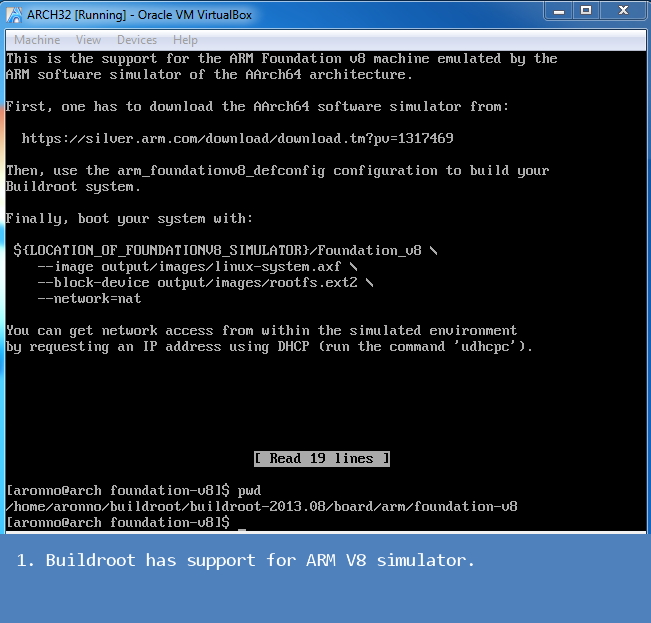 ARCH32 [Running] - Oracle VM VirtualBox
Machine View Devices Help
This is the support for the ARM Foundation v8 machine emulated by the
ARM software simulator of the AArch64 architecture.
First, one has to download the AArch64 software simulator from:
https://silver.arm.com/download/download.tm?pv=1317469
Then, use the arm_foundationv8_defconfig configuration to build your
Buildroot system.
Finally, boot your system with:
${LOCATION_OF_FOUNDATIONV8_SIMULATOR}/Foundation_v8 \
--image output/images/linux-system.axf \
--block-device output/images/rootfs.ext2 \
--network=nat
You can get network access from within the simulated environment
by requesting an IP address using DHCP (run the command 'udhcpc').
[ Read 19 lines ]
[aronno@arch foundation-v8]$ pwd
/home/aronno/buildroot/buildroot-2013.08/board/arm/foundation-v8
[aronno@arch foundation-v8]$ _
1. Buildroot has support for ARM V8 simulator.